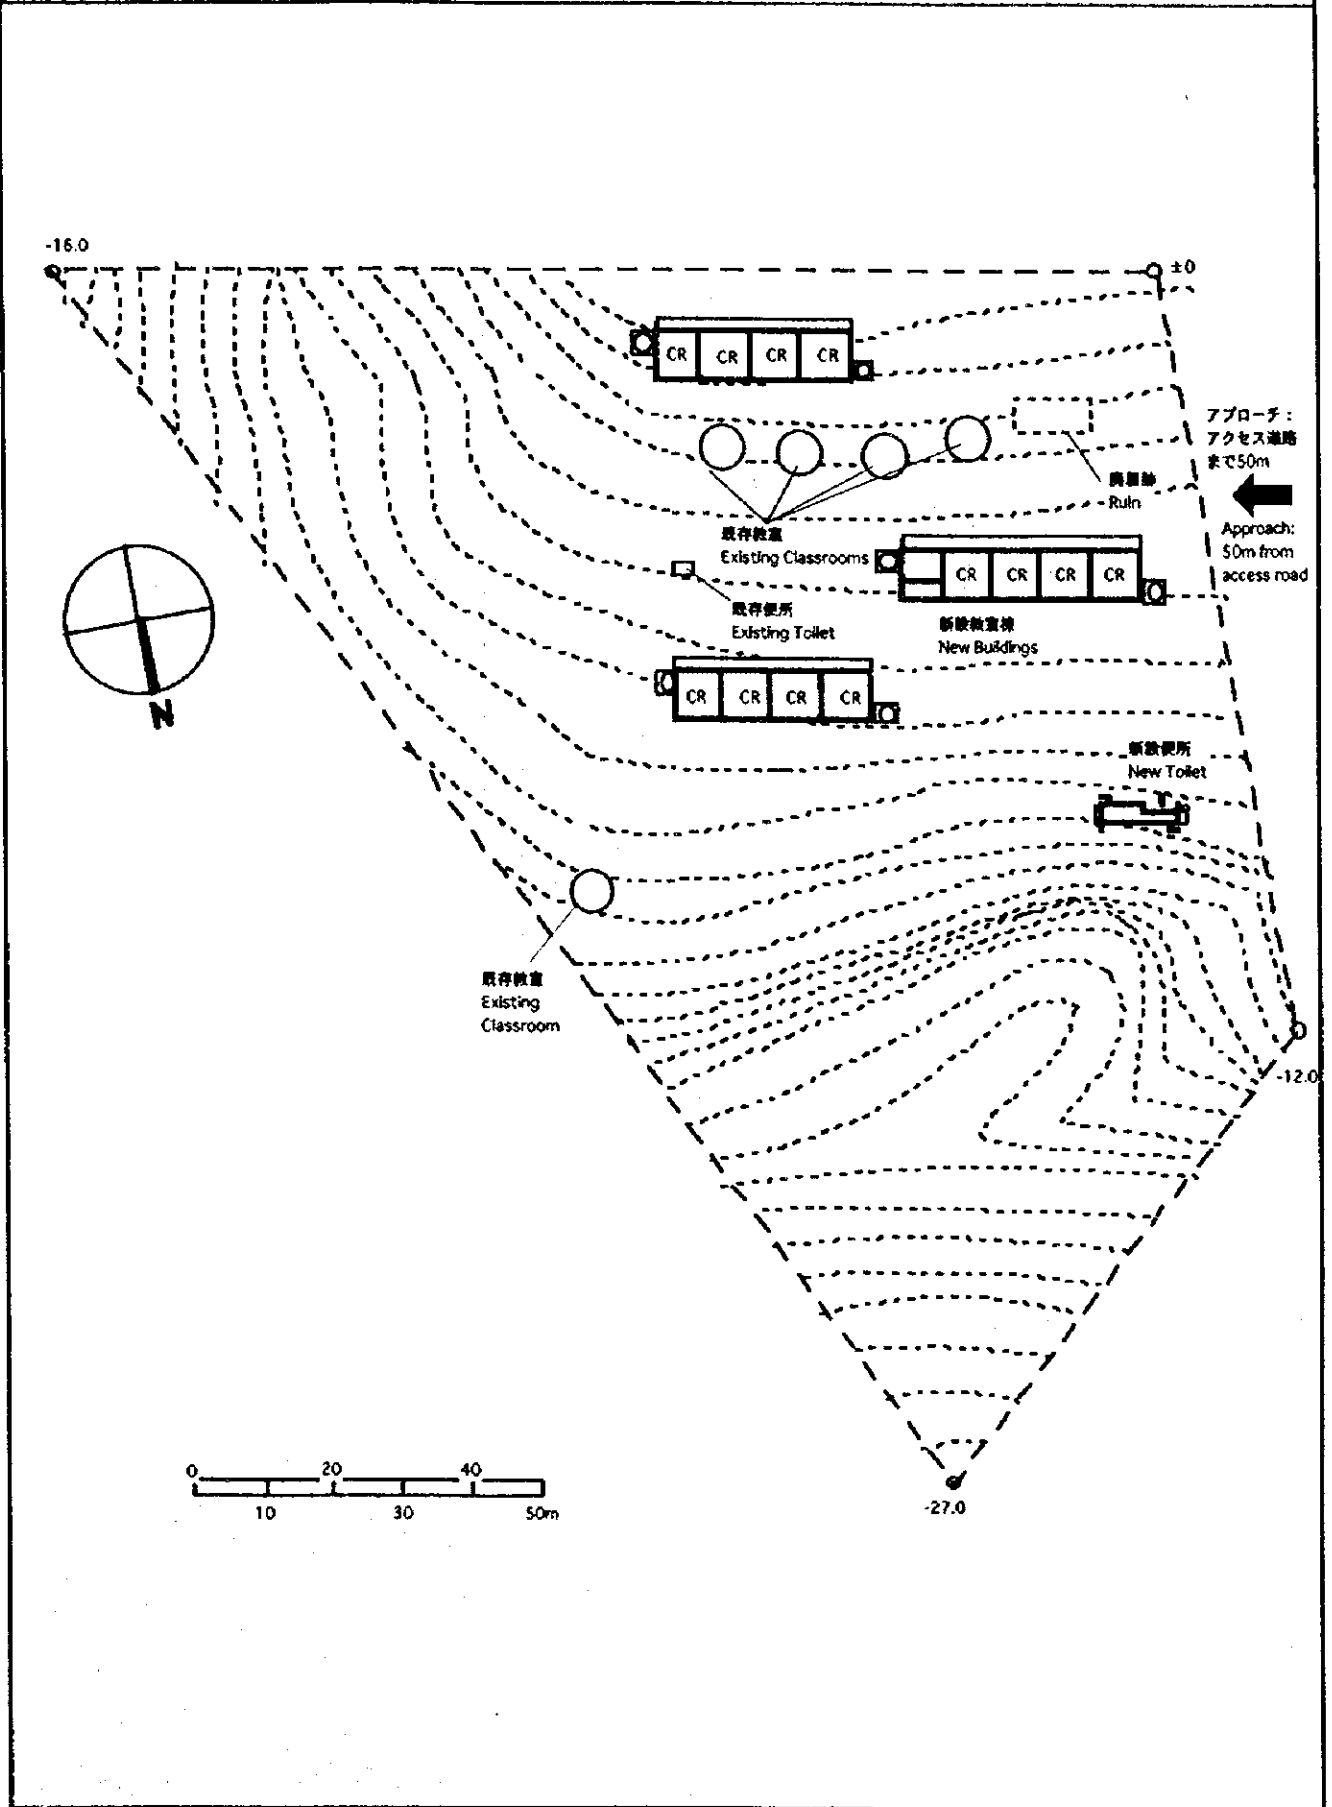 -16.0
±0
CR CR CR CR
アプローチ：
アクセス道路
まで50m
廃屋跡
Ruin
Approach:
50m from
access road
既存教室
Existing Classrooms
CR CR CR CR
既存便所
Existing Toilet
新設教室棟
New Buildings
CR CR CR CR
N
新設便所
New Toilet
既存教室
Existing
Classroom
-12.0
0 20 40
10 30 50m
-27.0